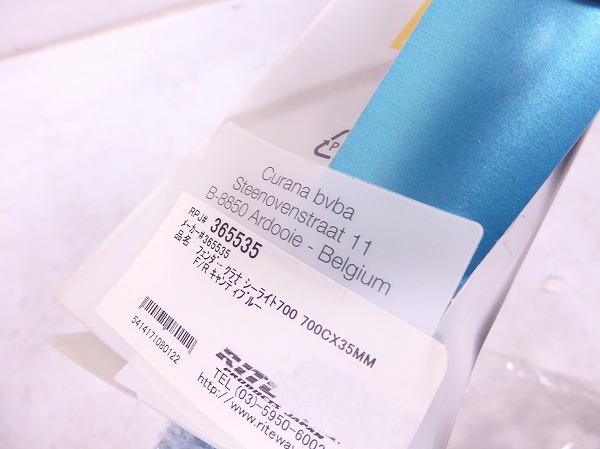 Curana bvba
Steenovenstraat 11
B-8850 Ardooie - Belgium
RPJ# 365535
メーカー#365535
品名 フェンダー クラナ シーライト700 700CX35MM
F/R キャンディブルー
5414171080122
TEL (03)-5950-6002
http://www.riteway